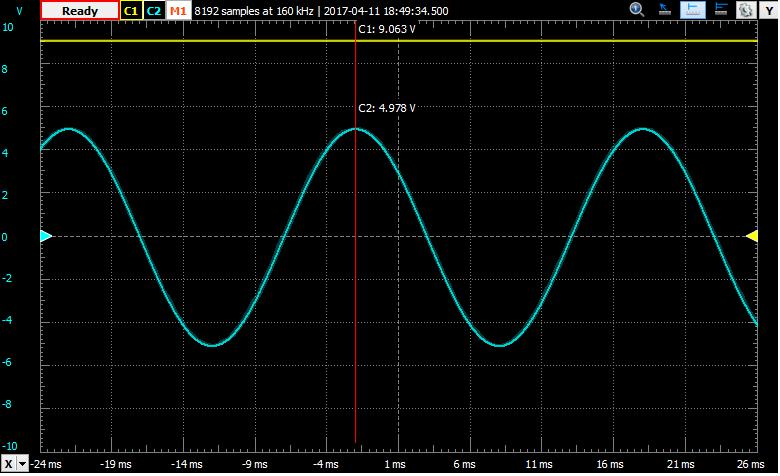 V Ready C1 C2 M1 8192 samples at 160 kHz | 2017-04-11 18:49:34.500 Y
10
C1: 9.063 V
8
6
C2: 4.978 V
4
2
0
-2
-4
-6
-8
-10
X -24 ms -19 ms -14 ms -9 ms -4 ms 1 ms 6 ms 11 ms 16 ms 21 ms 26 ms